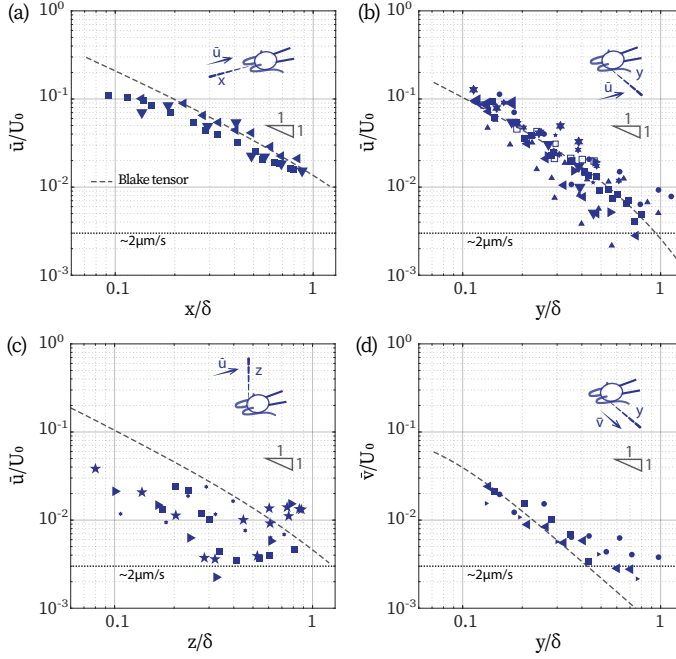 (a)
10⁰
10⁻¹
10⁻²
10⁻³
ū/U₀
ū
x
1
1
Blake tensor
~2μm/s
0.1
1
x/δ
(b)
10⁰
10⁻¹
10⁻²
10⁻³
ū/U₀
y
ū
1
1
~2μm/s
0.1
1
y/δ
(c)
10⁰
10⁻¹
10⁻²
10⁻³
ū/U₀
ū
z
1
1
~2μm/s
0.1
1
z/δ
(d)
10⁰
10⁻¹
10⁻²
10⁻³
v̄/U₀
y
v̄
1
1
~2μm/s
0.1
1
y/δ